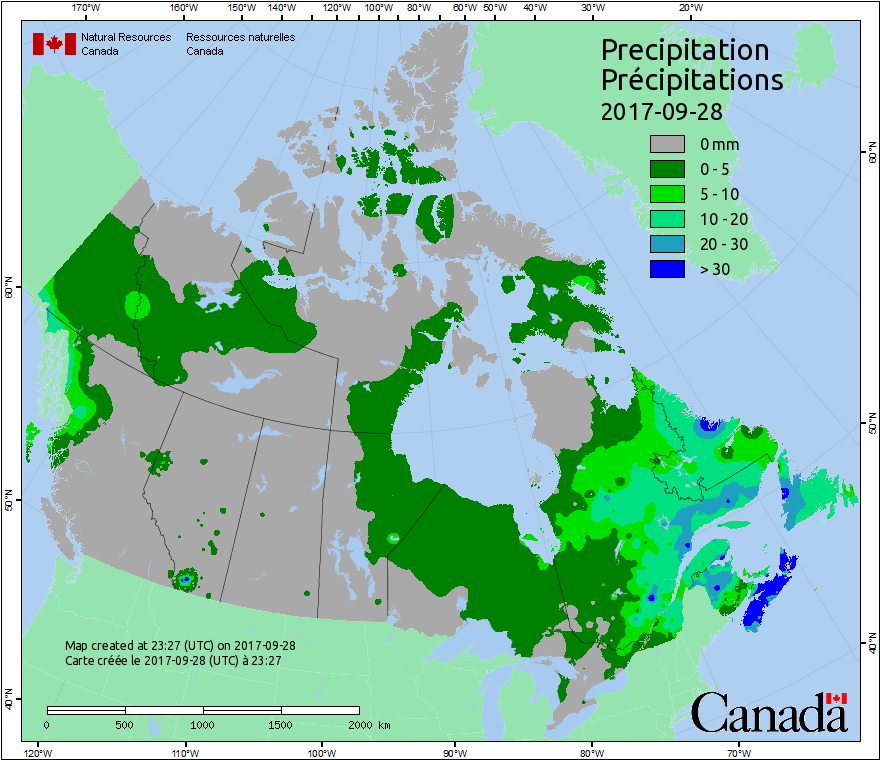 170°W 160°W 150°W 140°W 120°W 100°W 80°W 60°W 50°W 40°W 30°W 20°W
Natural Resources Ressources naturelles
Canada Canada
Precipitation
Précipitations
2017-09-28
0 mm
0 - 5
5 - 10
10 - 20
20 - 30
> 30
60°N
60°N
50°N
50°N
40°N
40°N
Map created at 23:27 (UTC) on 2017-09-28
Carte créée le 2017-09-28 (UTC) à 23:27
0 500 1000 1500 2000 km
Canada
120°W 110°W 100°W 90°W 80°W 70°W